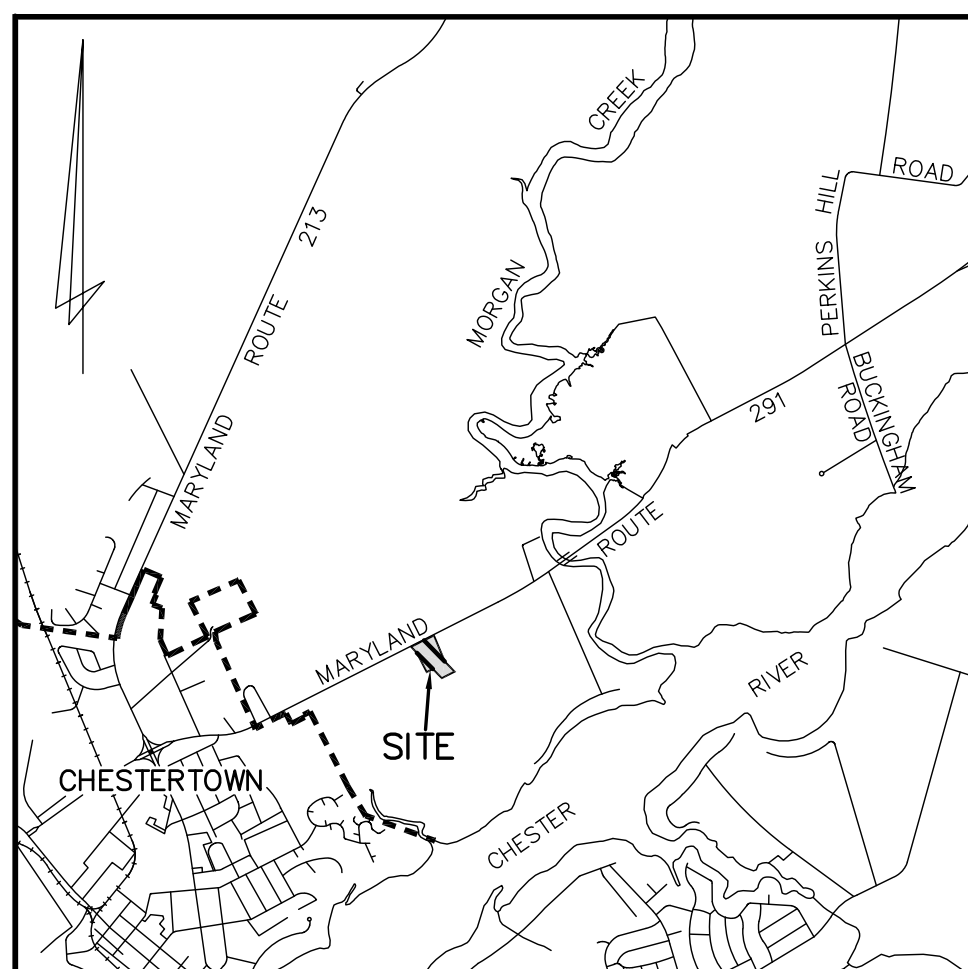 CREEK
MORGAN
ROAD
PERKINS HILL
MARYLAND ROUTE 213
BUCKINGHAM
ROAD
MARYLAND ROUTE 291
RIVER
CHESTER
SITE
CHESTERTOWN